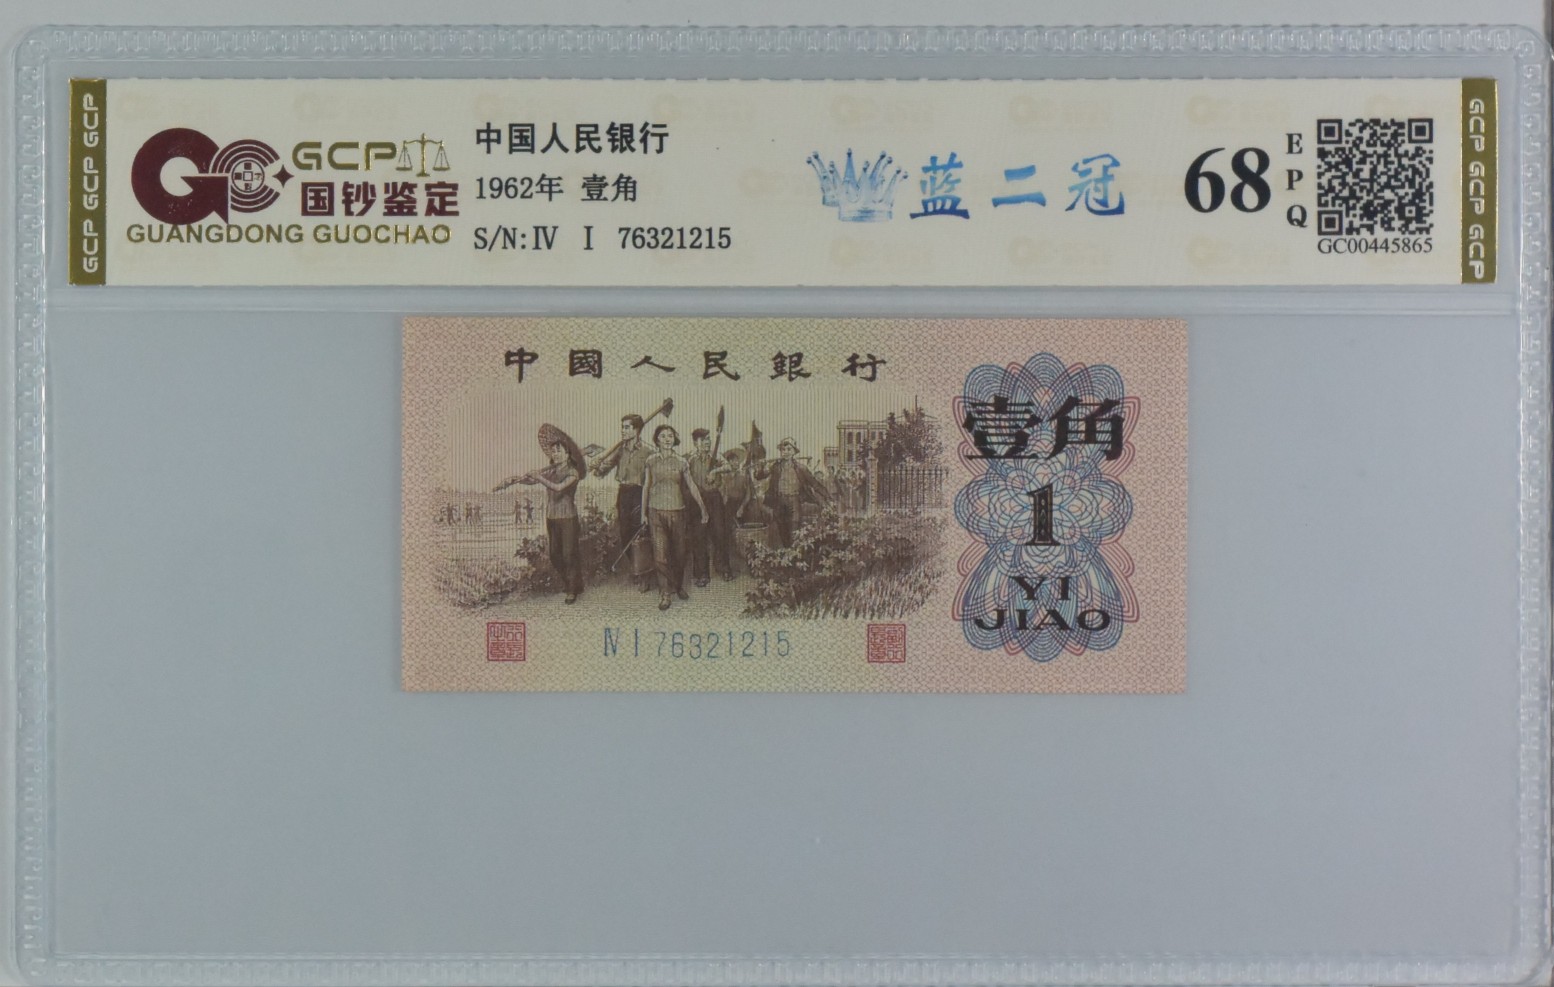 GCP GCP GCP
GCP
国钞鉴定
GUANGDONG GUOCHAO
中国人民银行
1962年 壹角
S/N:Ⅳ Ⅰ 76321215
蓝二冠
68
EPQ
GC00445865
GCP GCP GCP
中國人民銀行
壹角
1
YI
JIAO
Ⅳ Ⅰ 76321215